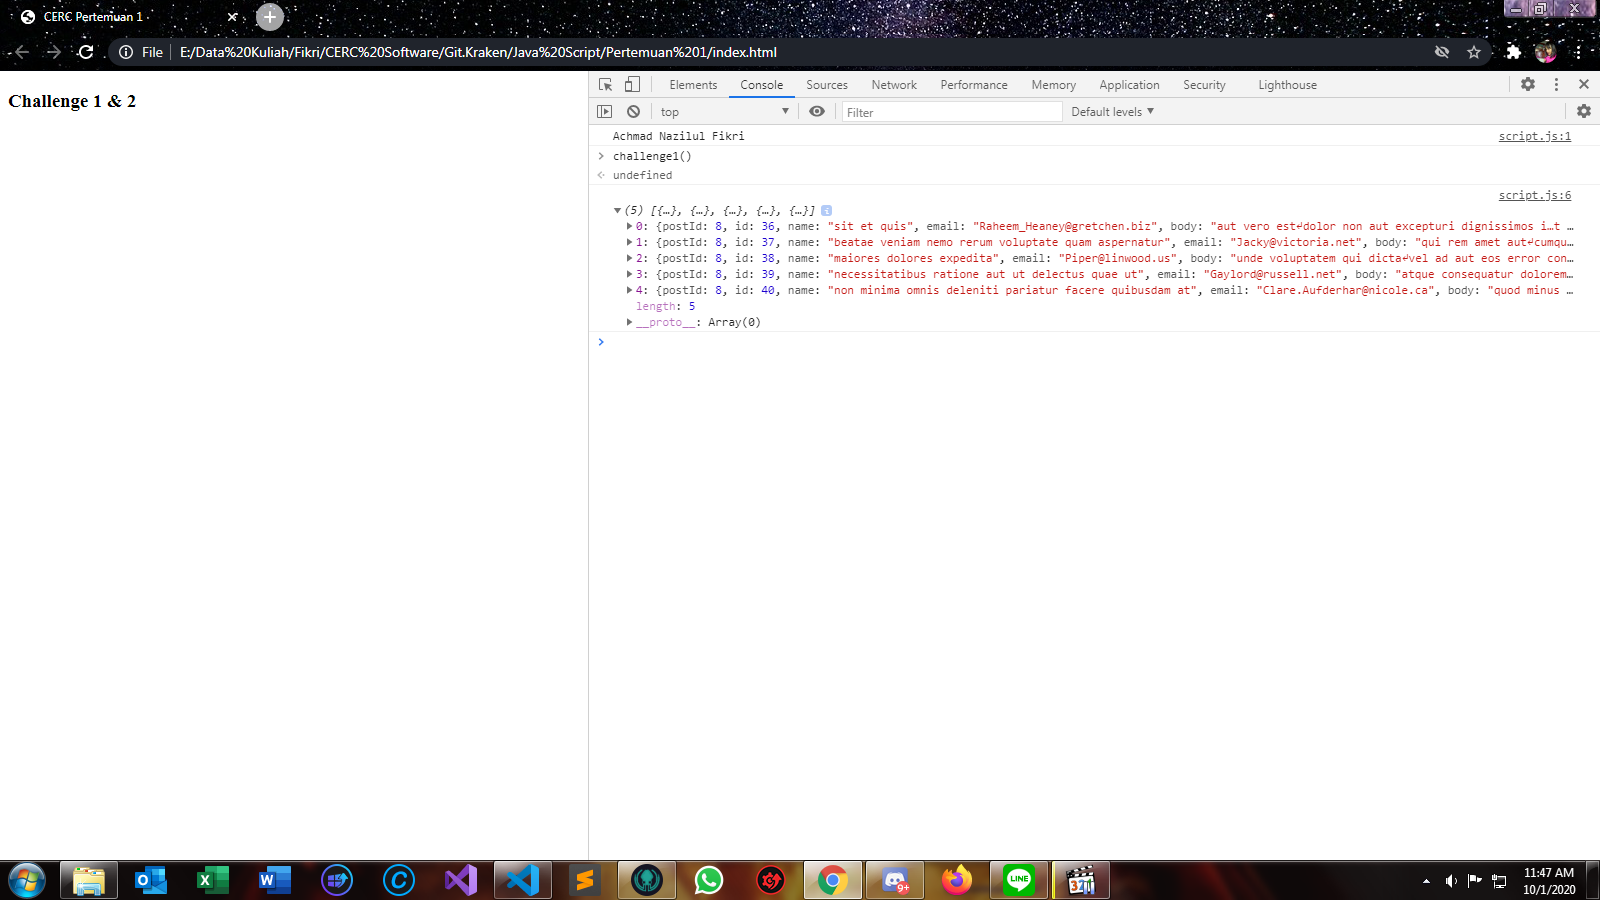 CERC Pertemuan 1
File
E:/Data%20Kuliah/Fikri/CERC%20Software/Git.Kraken/Java%20Script/Pertemuan%201/index.html
Challenge 1 & 2
Elements Console Sources Network Performance Memory Application Security Lighthouse
top Filter Default levels
Achmad Nazilul Fikri script.js:1
challenge1()
undefined
script.js:6
(5) [{…}, {…}, {…}, {…}, {…}] i
0: {postId: 8, id: 36, name: "sit et quis", email: "Raheem_Heaney@gretchen.biz", body: "aut vero est↵dolor non aut excepturi dignissimos i…t …
1: {postId: 8, id: 37, name: "beatae veniam nemo rerum voluptate quam aspernatur", email: "Jacky@victoria.net", body: "qui rem amet aut↵cumqu…
2: {postId: 8, id: 38, name: "maiores dolores expedita", email: "Piper@linwood.us", body: "unde voluptatem qui dicta↵vel ad aut eos error con…
3: {postId: 8, id: 39, name: "necessitatibus ratione aut ut delectus quae ut", email: "Gaylord@russell.net", body: "atque consequatur dolorem…
4: {postId: 8, id: 40, name: "non minima omnis deleniti pariatur facere quibusdam at", email: "Clare.Aufderhar@nicole.ca", body: "quod minus …
length: 5
__proto__: Array(0)
9+
LINE
321
11:47 AM
10/1/2020